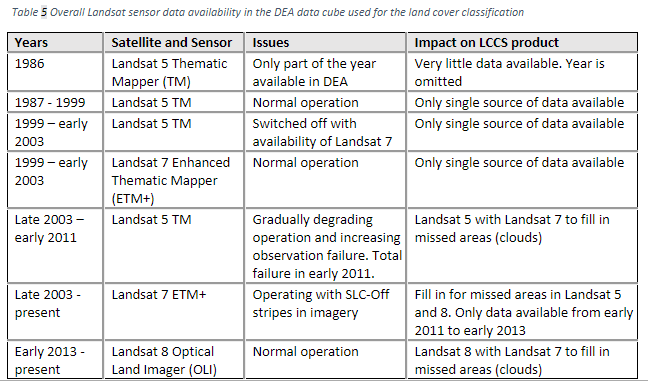 Table 5 Overall Landsat sensor data availability in the DEA data cube used for the land cover classification
Years Satellite and Sensor Issues Impact on LCCS product
1986 Landsat 5 Thematic Only part of the year Very little data available. Year is
Mapper (TM) available in DEA omitted
1987 - 1999 Landsat 5 TM Normal operation Only single source of data available
1999 – early Landsat 5 TM Switched off with Only single source of data available
2003 availability of Landsat 7
1999 – early Landsat 7 Enhanced Normal operation Only single source of data available
2003 Thematic Mapper
(ETM+)
Late 2003 – Landsat 5 TM Gradually degrading Landsat 5 with Landsat 7 to fill in
early 2011 operation and increasing missed areas (clouds)
observation failure. Total
failure in early 2011.
Late 2003 - Landsat 7 ETM+ Operating with SLC-Off Fill in for missed areas in Landsat 5
present stripes in imagery and 8. Only data available from early
2011 to early 2013
Early 2013 - Landsat 8 Optical Normal operation Landsat 8 with Landsat 7 to fill in
present Land Imager (OLI) missed areas (clouds)